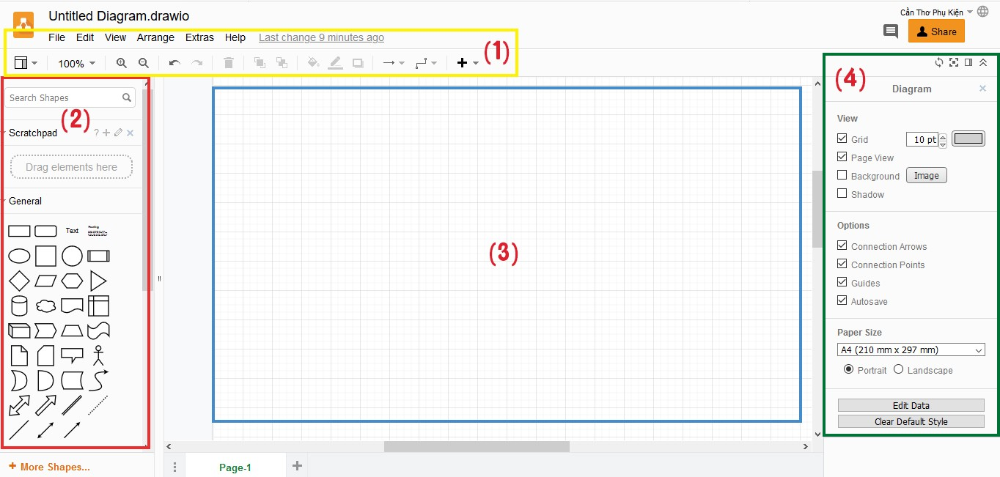 Untitled Diagram.drawio
Cần Thơ Phụ Kiện
File Edit View Arrange Extras Help Last change 9 minutes ago
Share
100%
(1)
Search Shapes
(2)
Scratchpad
?
Drag elements here
General
Text
Heading
(3)
(4)
Diagram
View
Grid 10 pt
Page View
Background Image
Shadow
Options
Connection Arrows
Connection Points
Guides
Autosave
Paper Size
A4 (210 mm x 297 mm)
Portrait Landscape
Edit Data
Clear Default Style
+ More Shapes...
Page-1